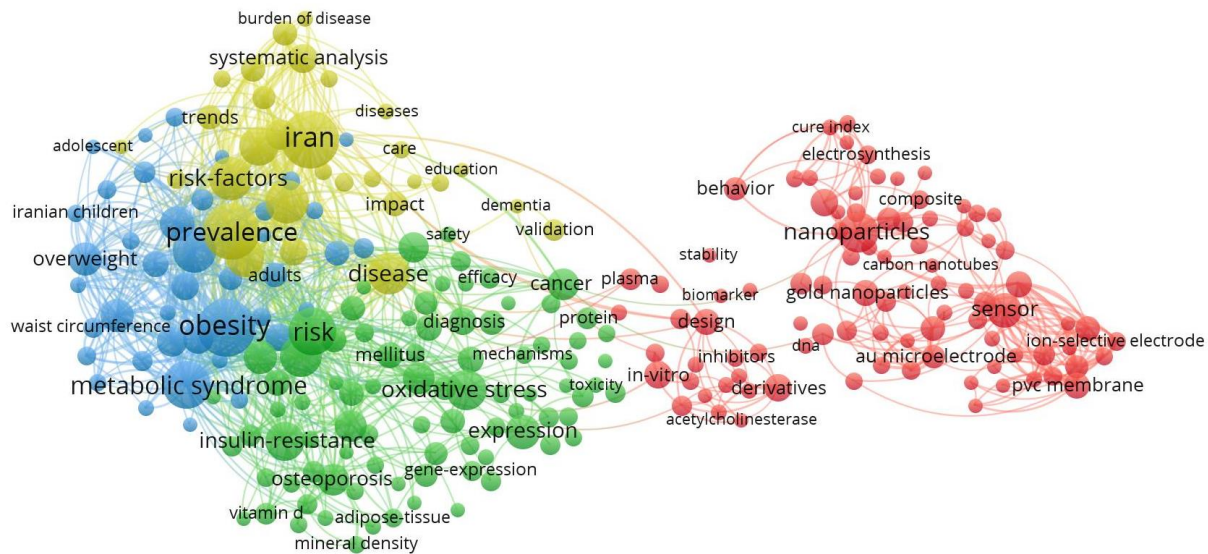 burden of disease
systematic analysis
trends
diseases
cure index
iran
adolescent
care
electrosynthesis
risk-factors
education
behavior
iranian children
impact
dementia
composite
prevalence
safety
validation
nanoparticles
overweight
stability
adults
disease
efficacy
cancer
plasma
carbon nanotubes
biomarker
gold nanoparticles
sensor
waist circumference
obesity
risk
diagnosis
protein
design
ion-selective electrode
dna
mellitus
mechanisms
inhibitors
au microelectrode
metabolic syndrome
oxidative stress
toxicity
in-vitro
derivatives
pvc membrane
acetylcholinesterase
insulin-resistance
expression
osteoporosis
gene-expression
vitamin d
adipose-tissue
mineral density